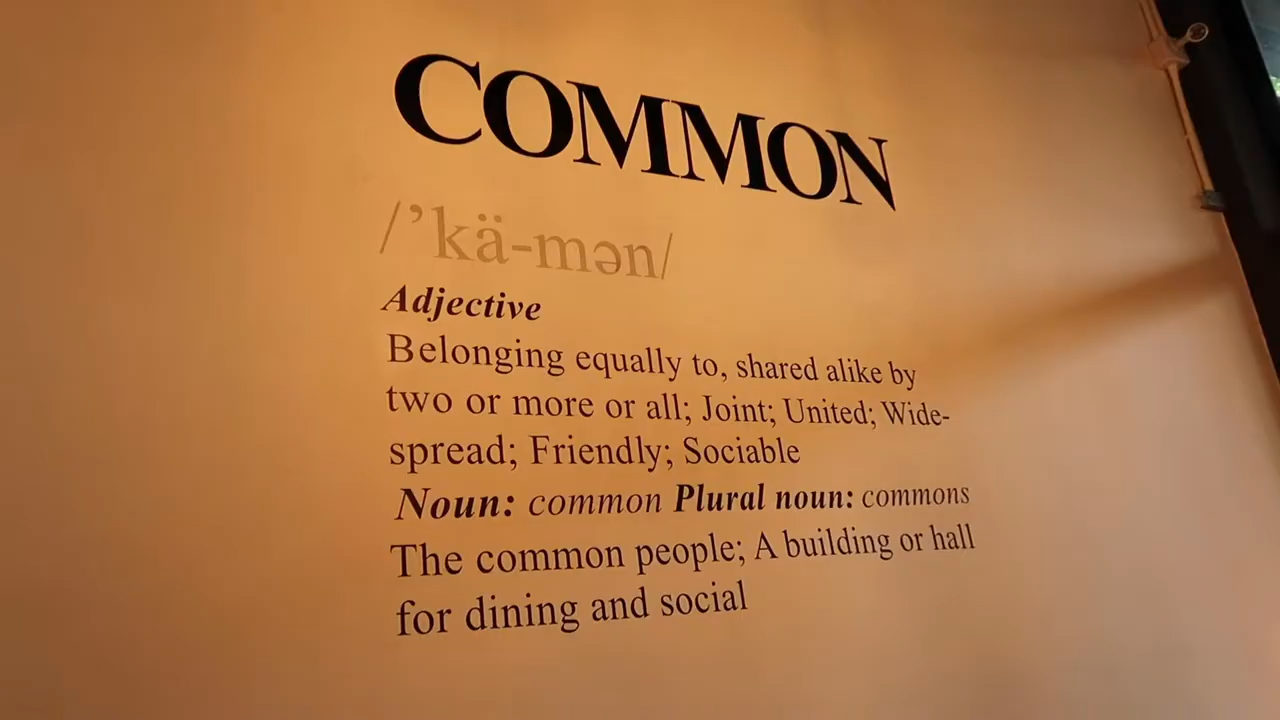 COMMON
/’kä-mən/
Adjective
Belonging equally to, shared alike by
two or more or all; Joint; United; Wide-
spread; Friendly; Sociable
Noun: common Plural noun: commons
The common people; A building or hall
for dining and social